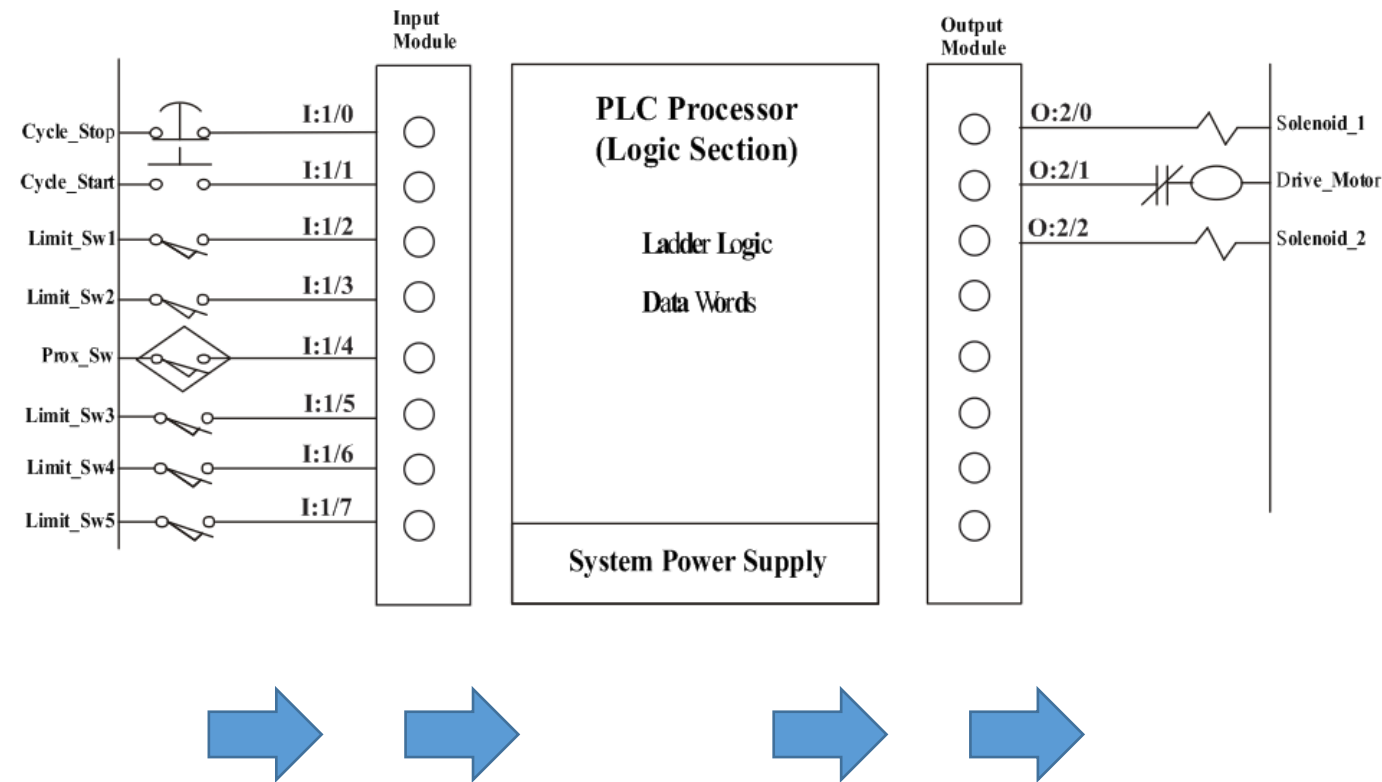 Input
Module
Output
Module
Cycle_Stop
I:1/0
Cycle_Start
I:1/1
Limit_Sw1
I:1/2
Limit_Sw2
I:1/3
Prox_Sw
I:1/4
Limit_Sw3
I:1/5
Limit_Sw4
I:1/6
Limit_Sw5
I:1/7
PLC Processor
(Logic Section)
Ladder Logic
Data Words
System Power Supply
O:2/0
Solenoid_1
O:2/1
Drive_Motor
O:2/2
Solenoid_2